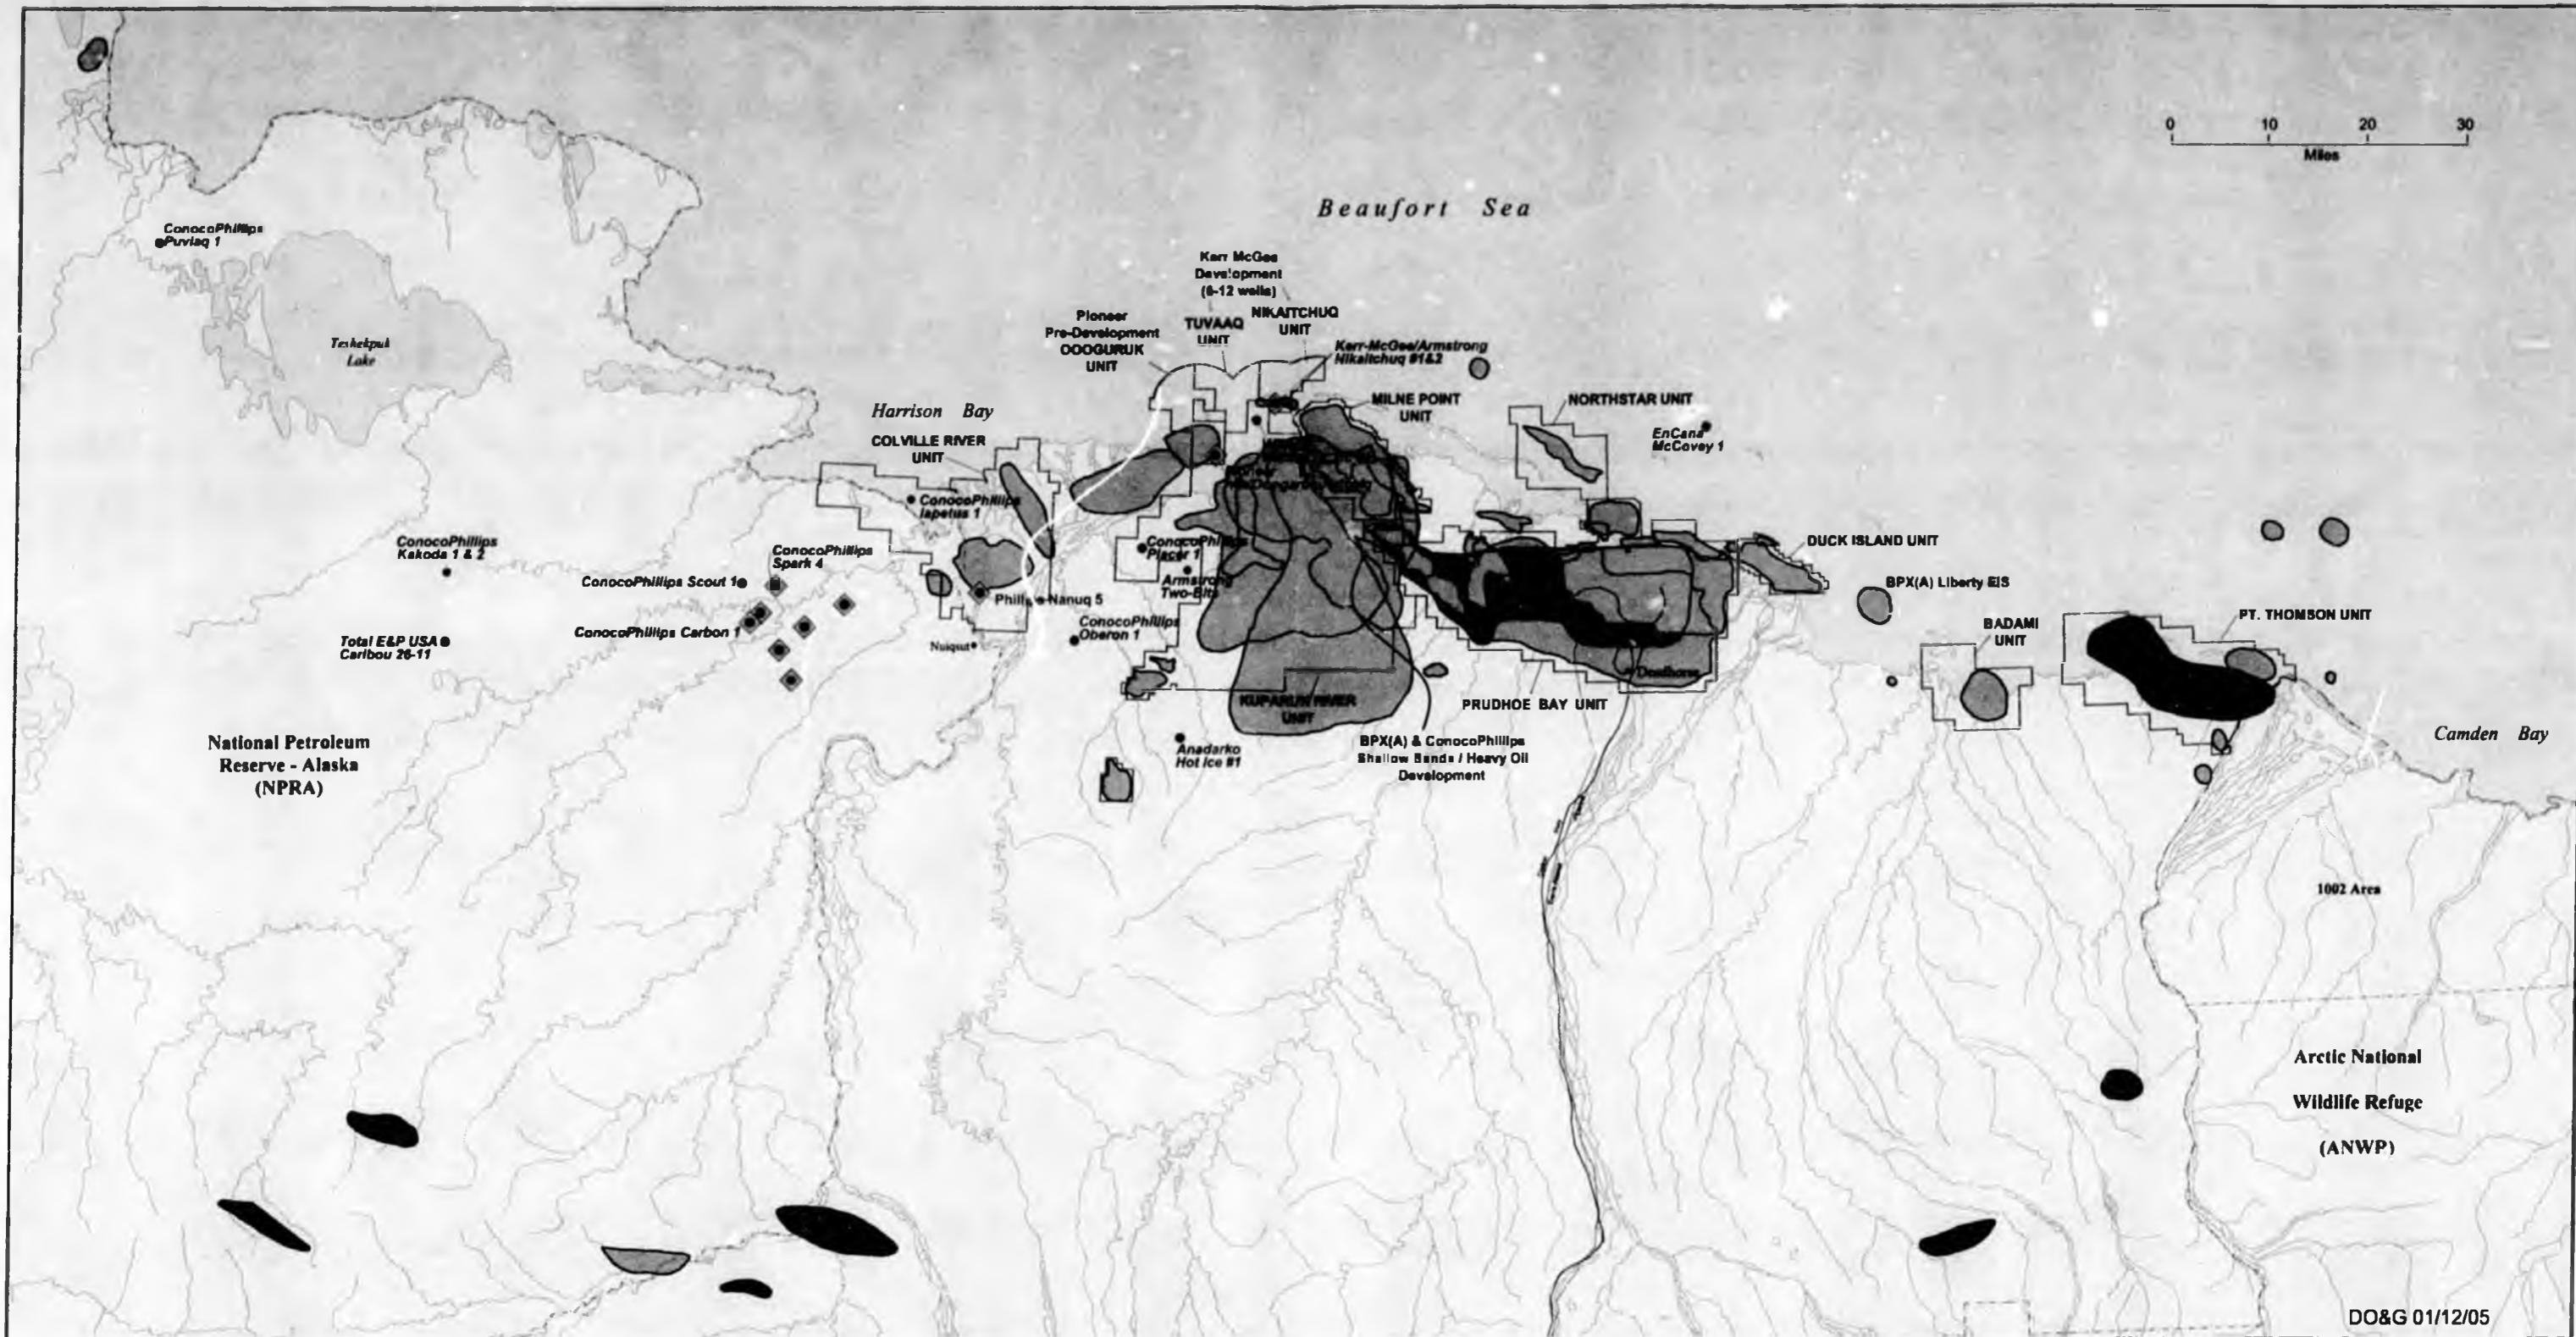 0 10 20 30
Miles
Beaufort Sea
ConocoPhillips
Puviaq 1
Teshekpuk
Lake
Kerr McGee
Development
(6-12 wells)
Pioneer
Pre-Development
OOOGURUK
UNIT
TUVAAQ
UNIT
NIKAITCHUQ
UNIT
Kerr-McGee/Armstrong
Nikaitchuq #1&2
Harrison Bay
COLVILLE RIVER
UNIT
MILNE POINT
UNIT
NORTHSTAR UNIT
EnCana
McCovey 1
ConocoPhillips
Iapetus 1
ConocoPhillips
Kakoda 1 & 2
ConocoPhillips
Spark 4
ConocoPhillips Scout 1
ConocoPhillips
Placer 1
Armstrong
Two-Bits
DUCK ISLAND UNIT
BPX(A) Liberty EIS
Nanuq 5
ConocoPhillips Carbon 1
ConocoPhillips
Oberon 1
Total E&P USA
Caribou 26-11
Nuiqsut
BADAMI
UNIT
PT. THOMSON UNIT
Deadhorse
KUPARUK RIVER
UNIT
PRUDHOE BAY UNIT
Camden Bay
National Petroleum
Reserve - Alaska
(NPRA)
Anadarko
Hot Ice #1
BPX(A) & ConocoPhillips
Shallow Sands / Heavy Oil
Development
1002 Area
Arctic National
Wildlife Refuge
(ANWP)
DO&G 01/12/05